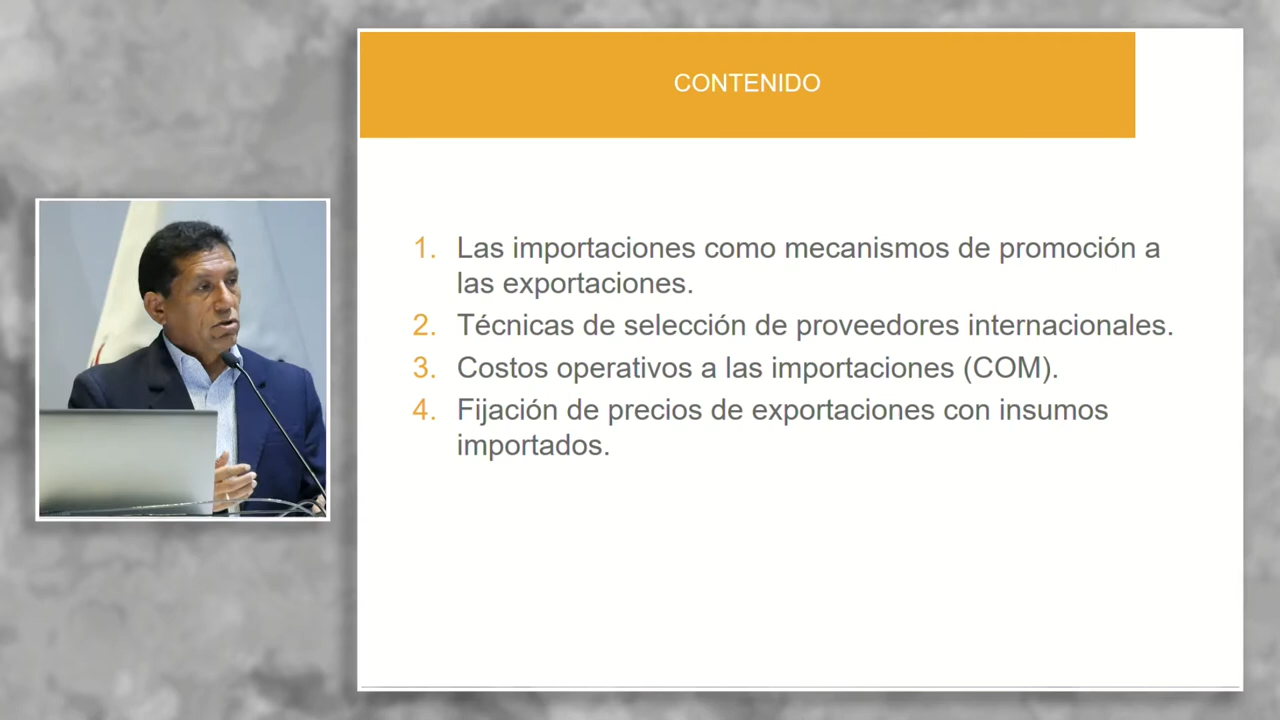 CONTENIDO
1. Las importaciones como mecanismos de promoción a
las exportaciones.
2. Técnicas de selección de proveedores internacionales.
3. Costos operativos a las importaciones (COM).
4. Fijación de precios de exportaciones con insumos
importados.